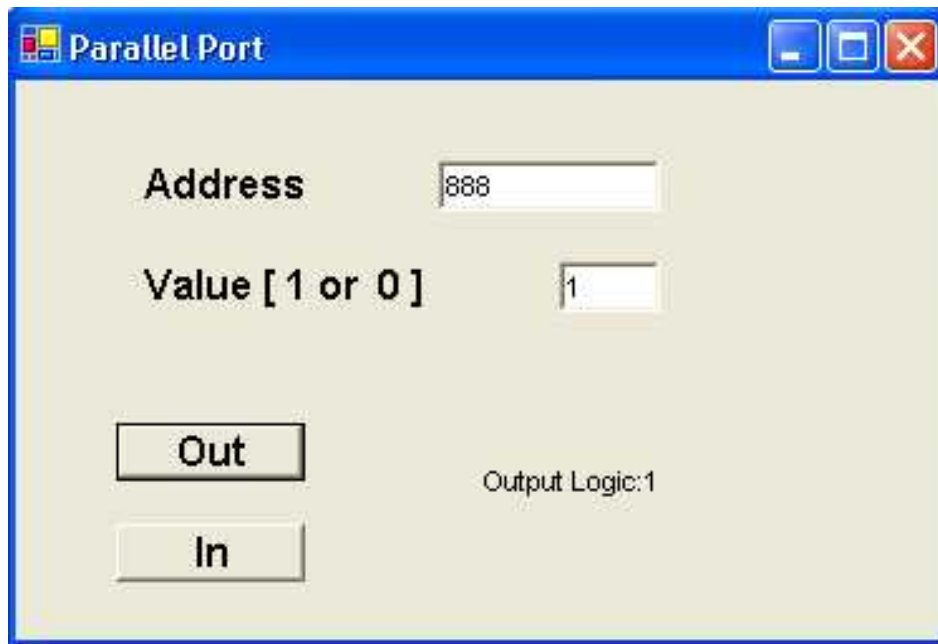 Parallel Port
Address 888
Value [ 1 or 0 ] 1
Out
Output Logic:1
In